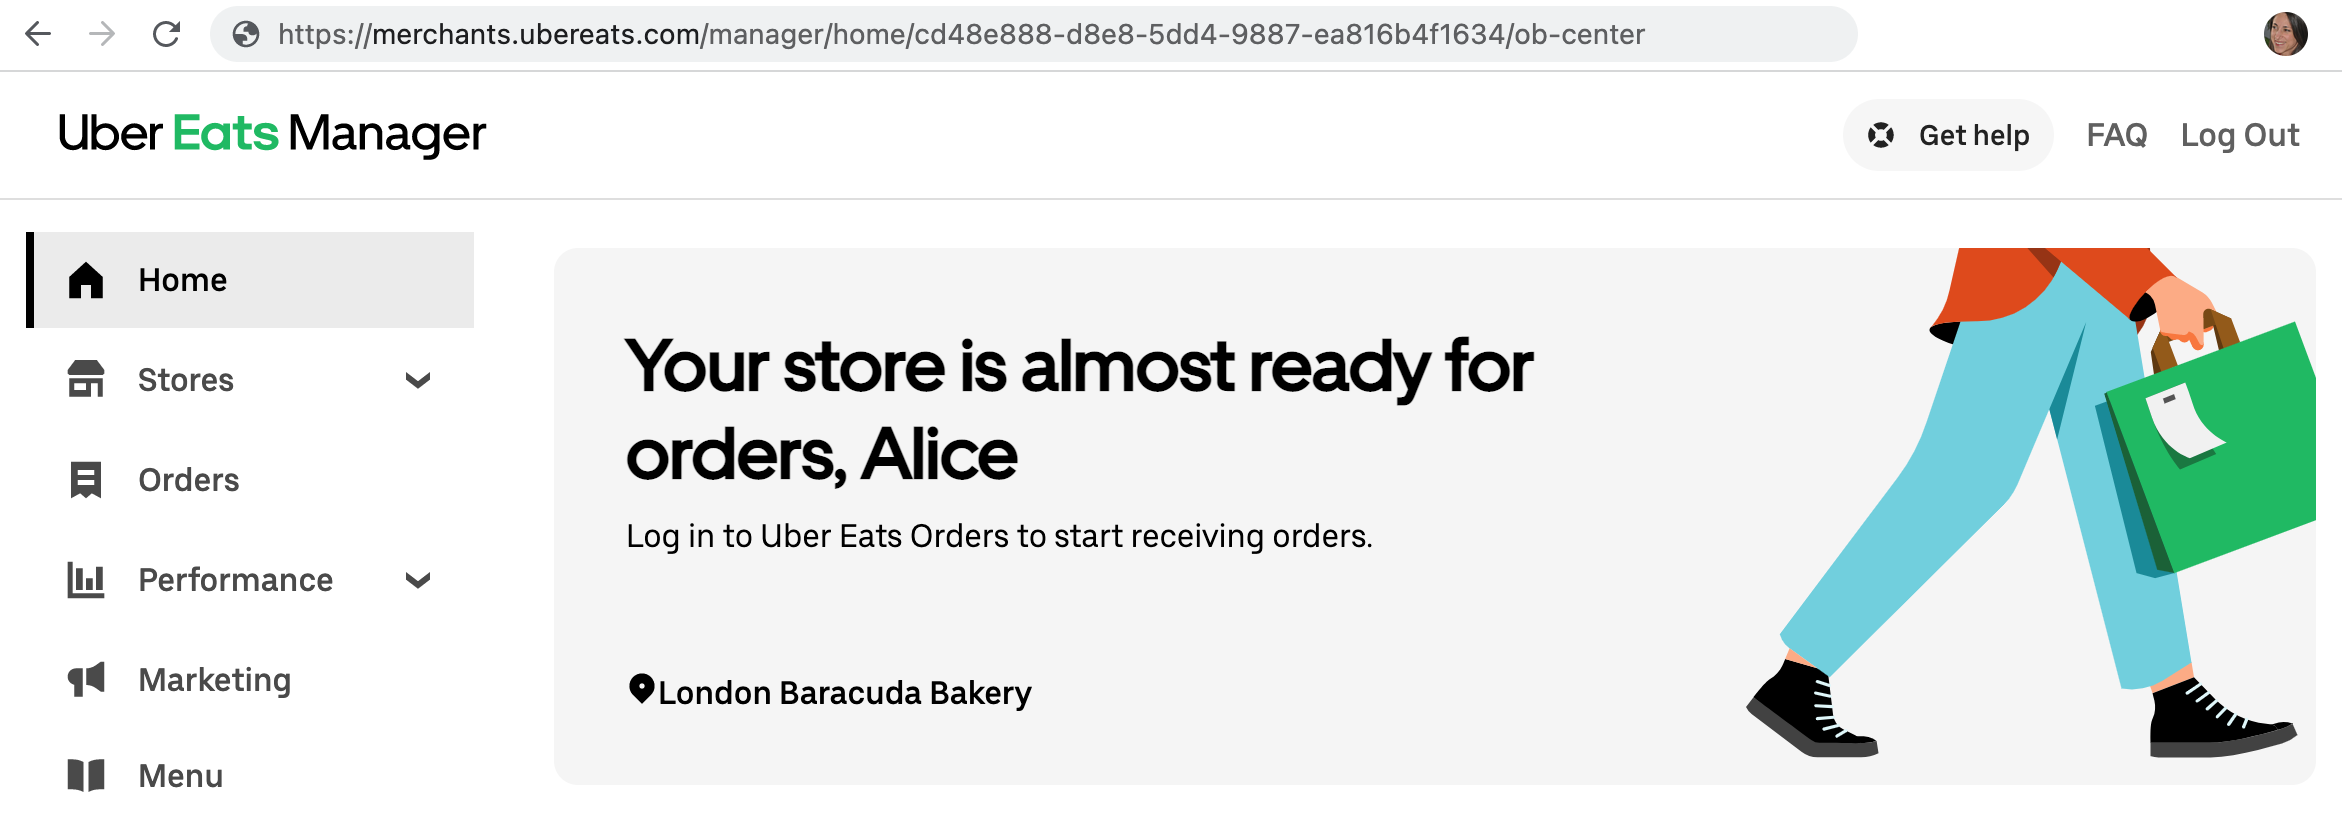 https://merchants.ubereats.com/manager/home/cd48e888-d8e8-5dd4-9887-ea816b4f1634/ob-center
Uber Eats Manager
Get help
FAQ
Log Out
Home
Stores
Orders
Performance
Marketing
Menu
Your store is almost ready for
orders, Alice
Log in to Uber Eats Orders to start receiving orders.
London Baracuda Bakery